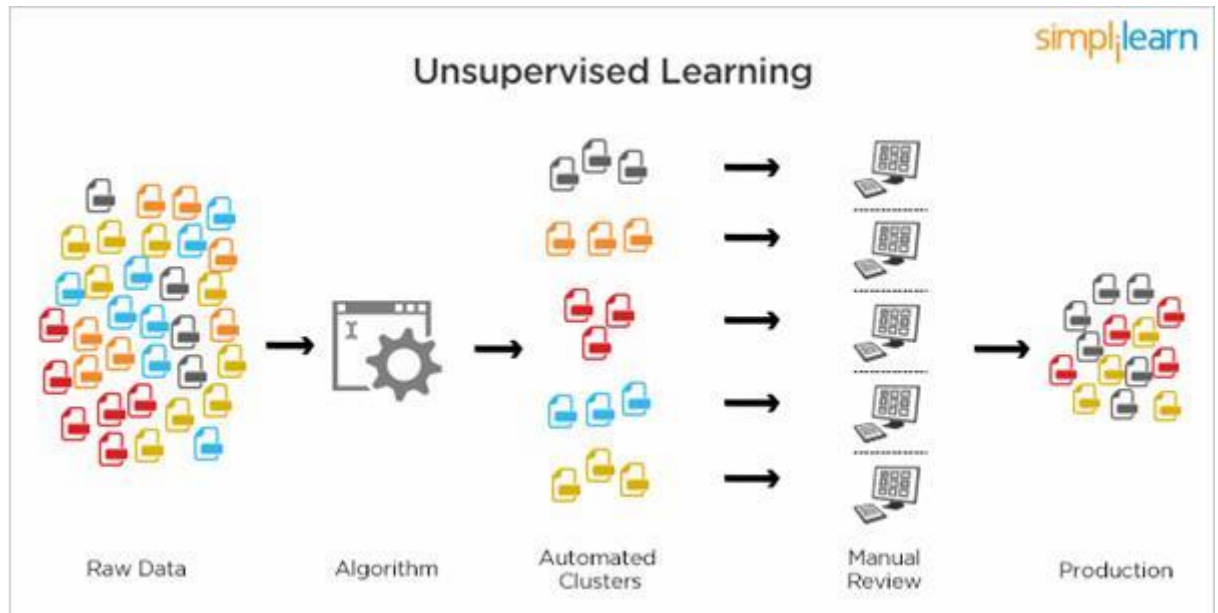 simplilearn
Unsupervised Learning
Raw Data
Algorithm
Automated
Clusters
Manual
Review
Production